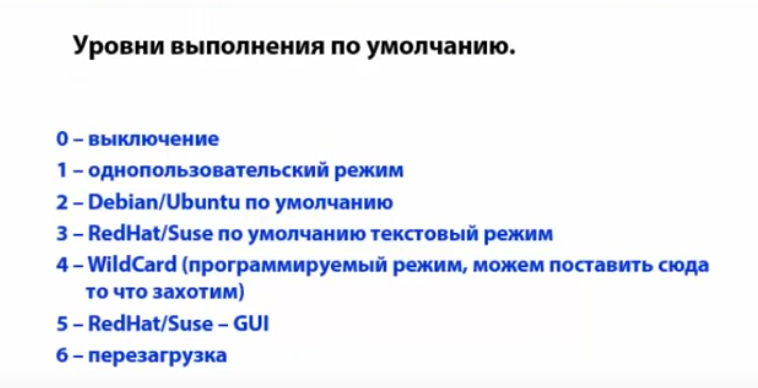 Уровни выполнения по умолчанию.
0 – выключение
1 – однопользовательский режим
2 – Debian/Ubuntu по умолчанию
3 – RedHat/Suse по умолчанию текстовый режим
4 – WildCard (программируемый режим, можем поставить сюда
то что захотим)
5 – RedHat/Suse – GUI
6 – перезагрузка